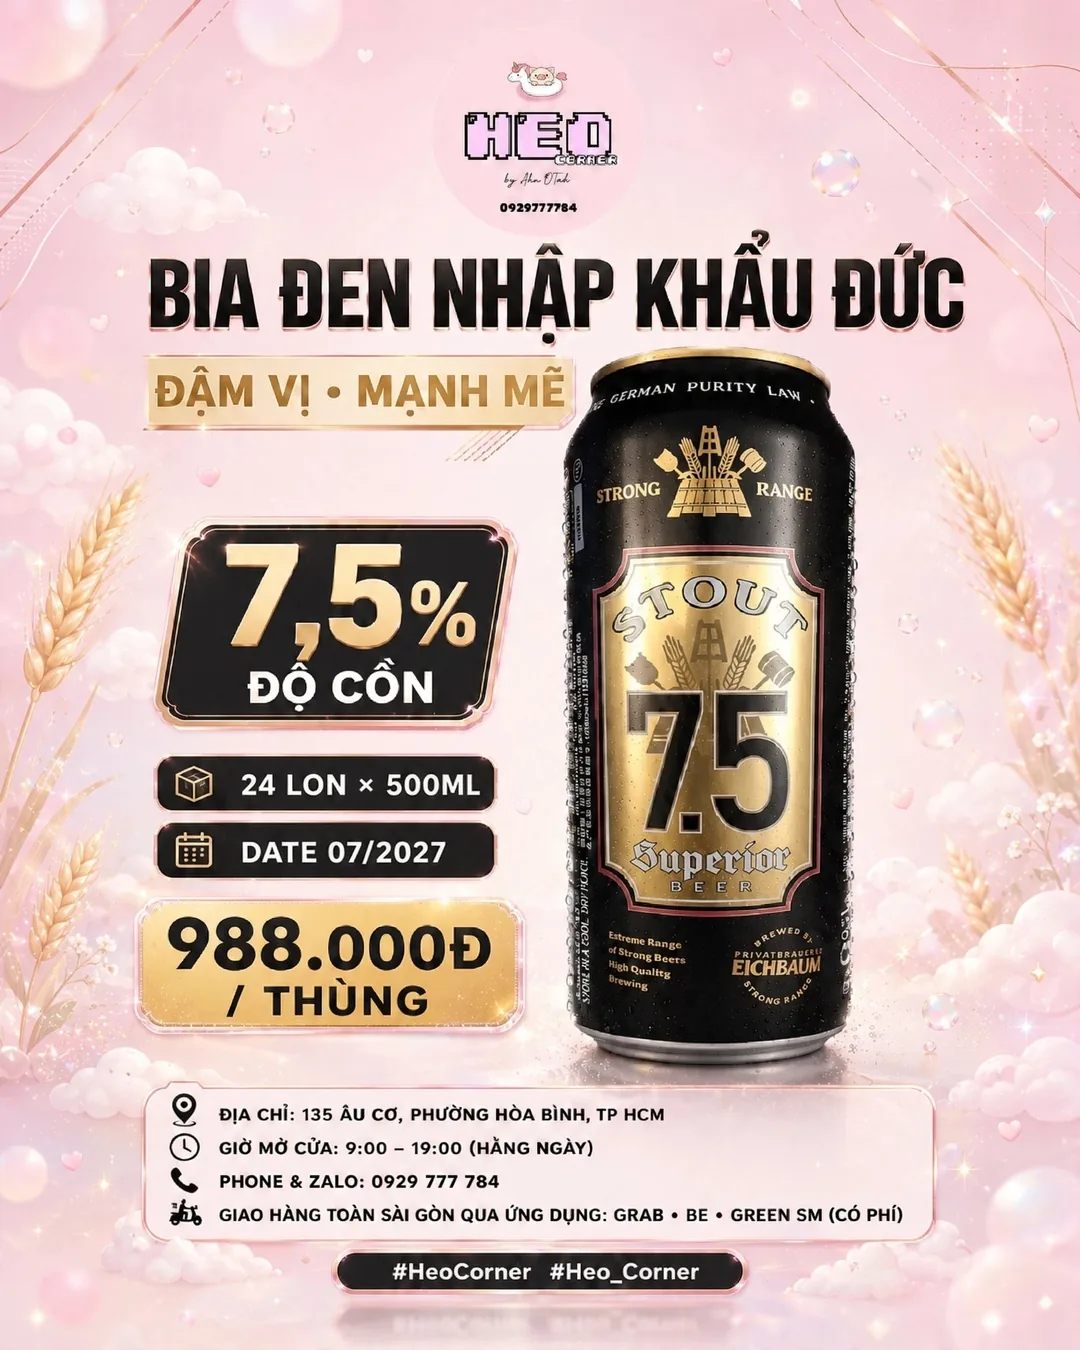 HEO
CORNER
by Ahn OTah
0929777784
BIA ĐEN NHẬP KHẨU ĐỨC
ĐẬM VỊ • MẠNH MẼ
GERMAN PURITY LAW •
STRONG RANGE
STOUT
7.5
Superior
BEER
Extreme Range
of Strong Beers
High Quality
Brewing
BREWED BY
PRIVATBRAUEREI
EICHBAUM
STRONG RANGE
7,5%
ĐỘ CỒN
24 LON × 500ML
DATE 07/2027
988.000Đ
/ THÙNG
ĐỊA CHỈ: 135 ÂU CƠ, PHƯỜNG HÒA BÌNH, TP HCM
GIỜ MỞ CỬA: 9:00 – 19:00 (HẰNG NGÀY)
PHONE & ZALO: 0929 777 784
GIAO HÀNG TOÀN SÀI GÒN QUA ỨNG DỤNG: GRAB • BE • GREEN SM (CÓ PHÍ)
#HeoCorner #Heo_Corner